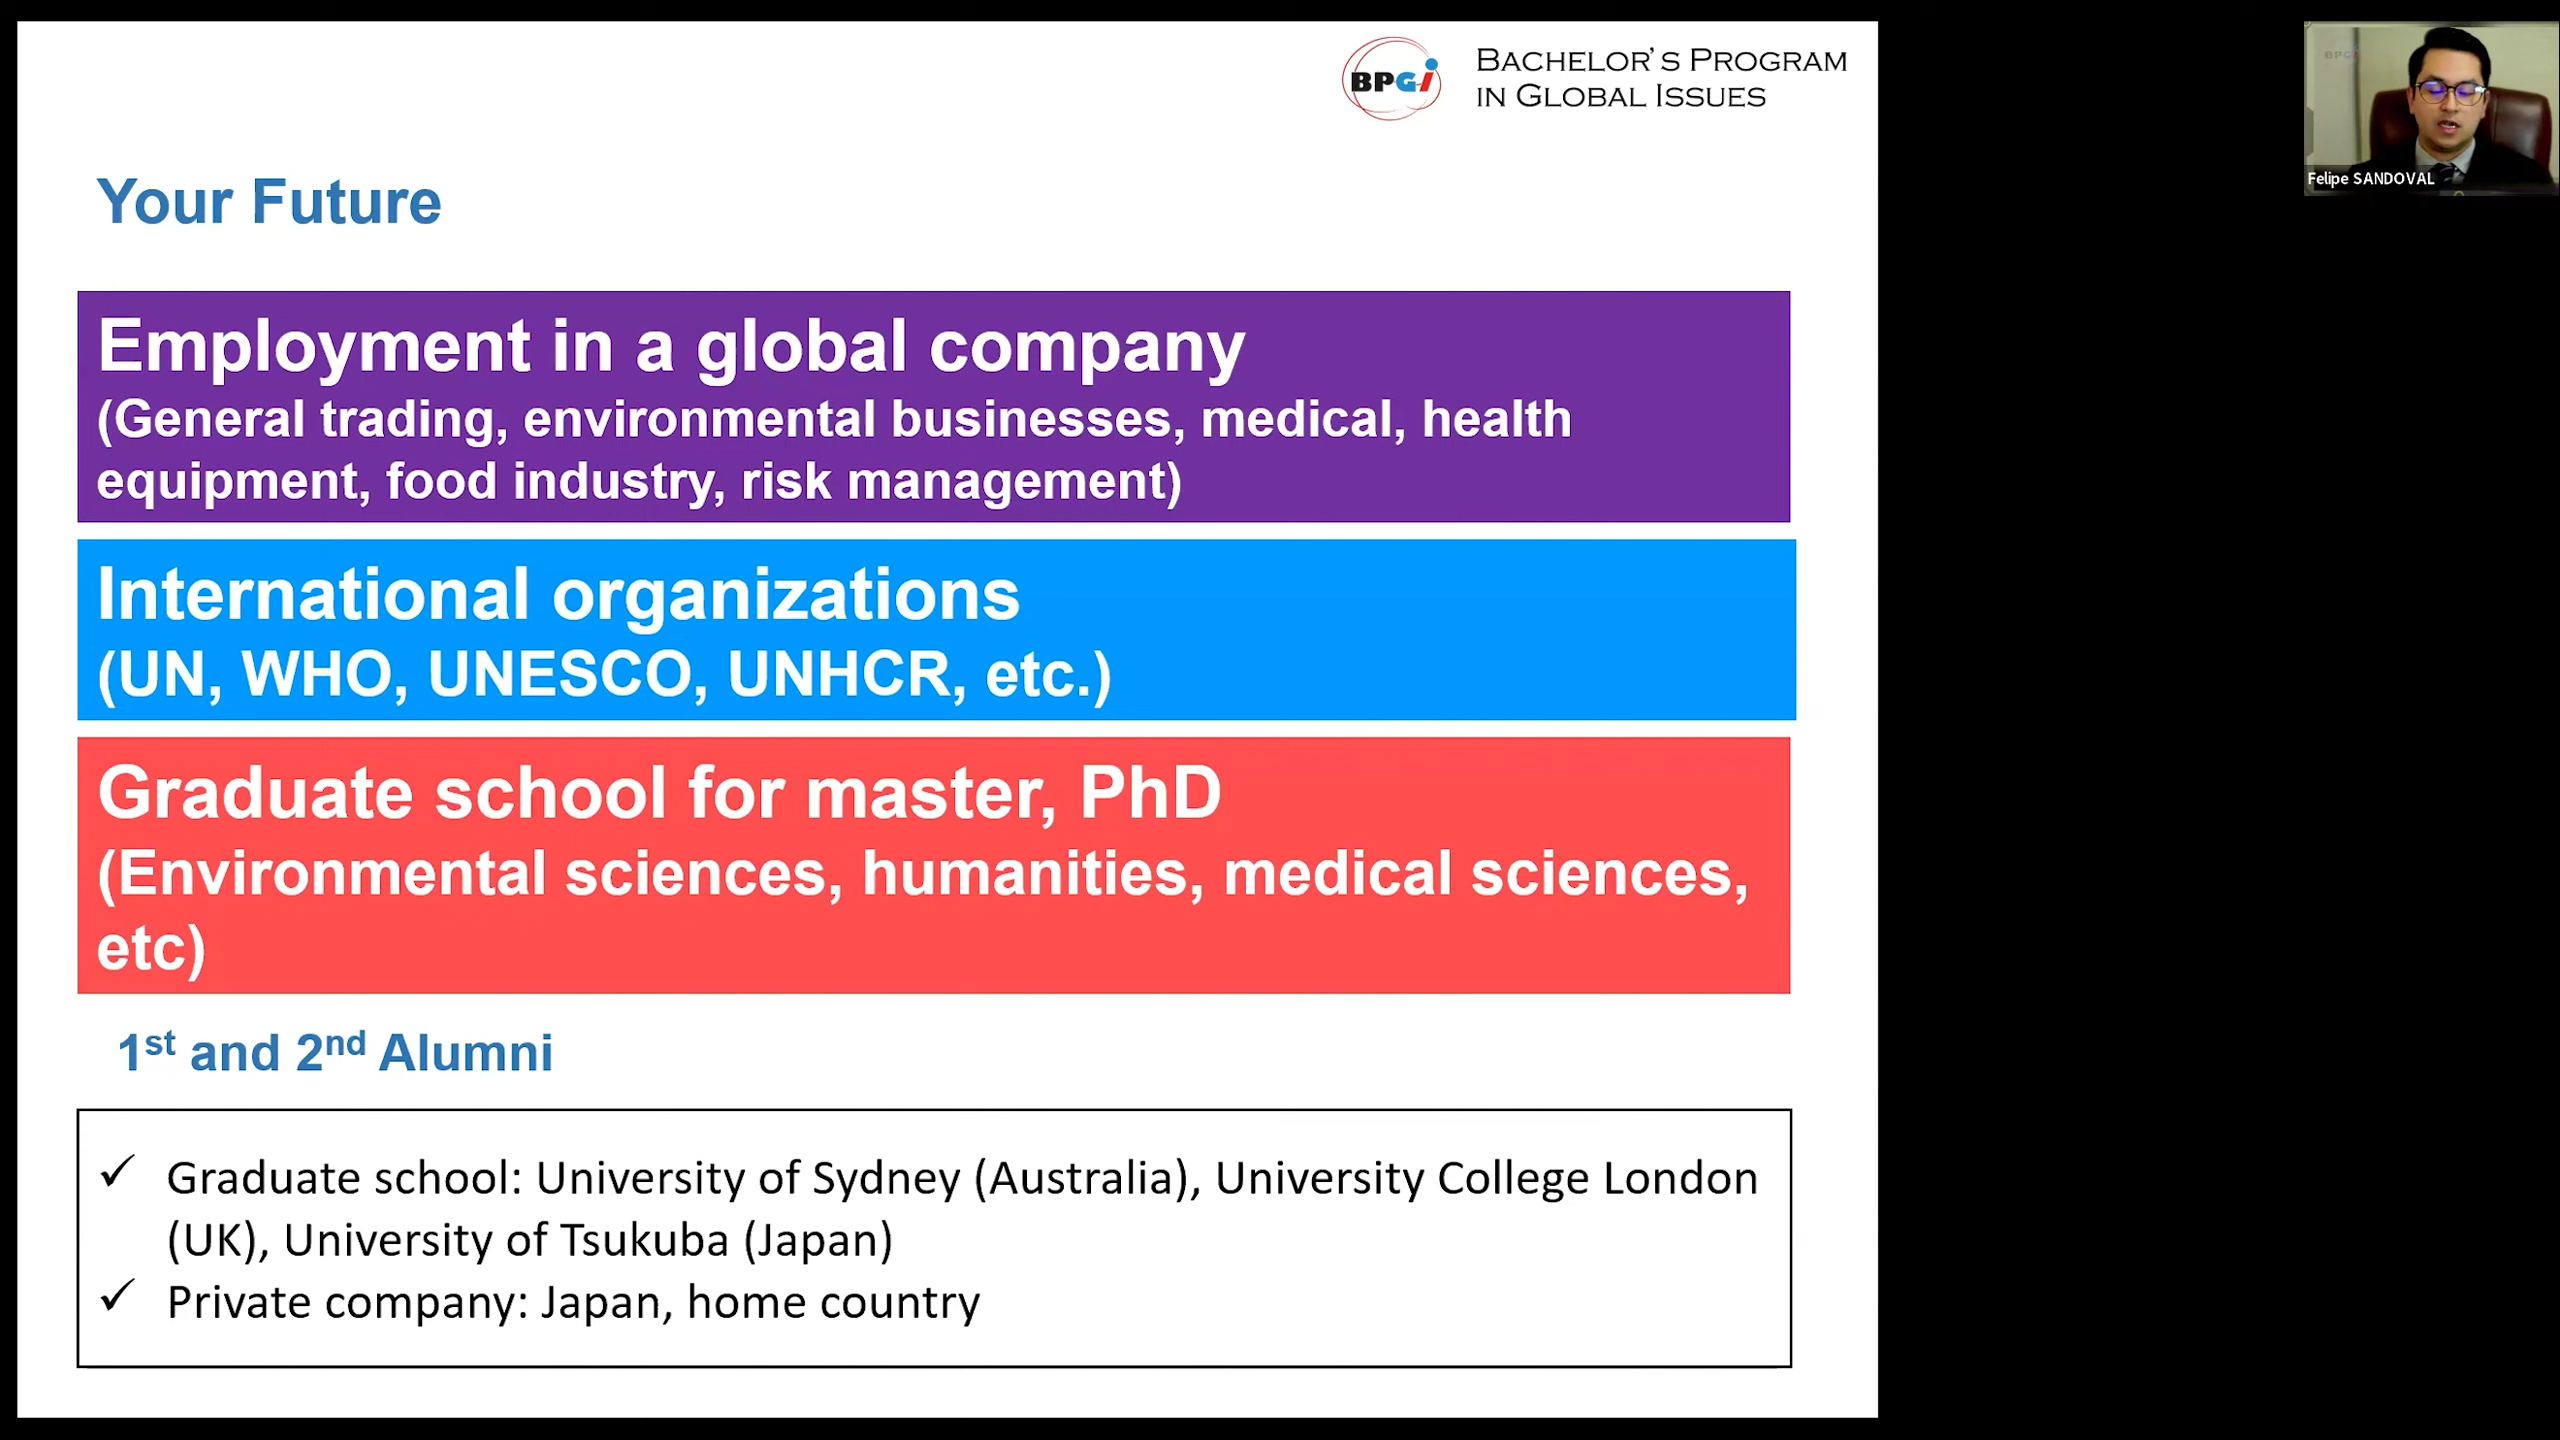 BPGi
BACHELOR'S PROGRAM
IN GLOBAL ISSUES
BPGi
Felipe SANDOVAL
Your Future
Employment in a global company
(General trading, environmental businesses, medical, health
equipment, food industry, risk management)
International organizations
(UN, WHO, UNESCO, UNHCR, etc.)
Graduate school for master, PhD
(Environmental sciences, humanities, medical sciences,
etc)
1st and 2nd Alumni
✓ Graduate school: University of Sydney (Australia), University College London
(UK), University of Tsukuba (Japan)
✓ Private company: Japan, home country